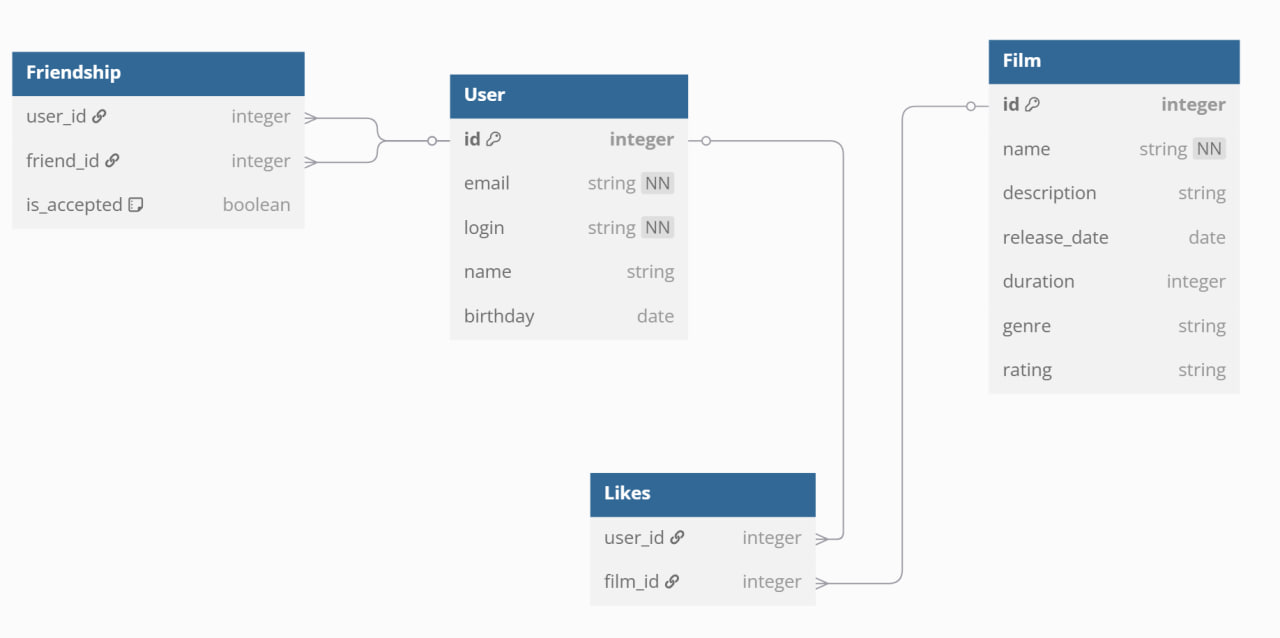 Friendship
user_id integer
friend_id integer
is_accepted boolean
User
id integer
email string NN
login string NN
name string
birthday date
Film
id integer
name string NN
description string
release_date date
duration integer
genre string
rating string
Likes
user_id integer
film_id integer